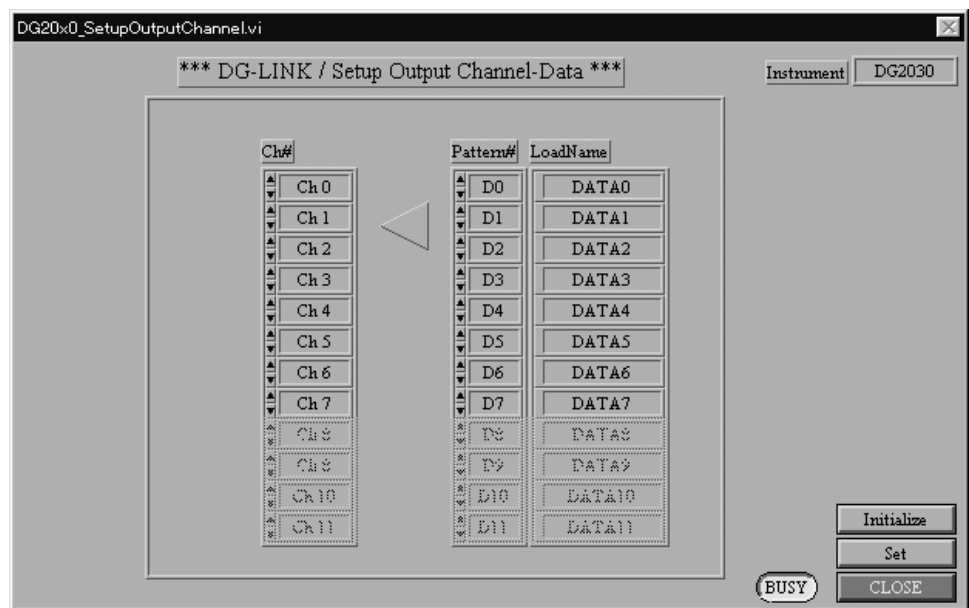 DG20x0_SetupOutputChannel.vi
*** DG-LINK / Setup Output Channel-Data ***
Instrument DG2030
Ch# Pattern# LoadName
Ch 0 D0 DATA0
Ch 1 D1 DATA1
Ch 2 D2 DATA2
Ch 3 D3 DATA3
Ch 4 D4 DATA4
Ch 5 D5 DATA5
Ch 6 D6 DATA6
Ch 7 D7 DATA7
Ch 8 D8 DATA8
Ch 8 D9 DATA9
Ch 10 D10 DATA10
Ch 11 D11 DATA11
Initialize
Set
BUSY CLOSE